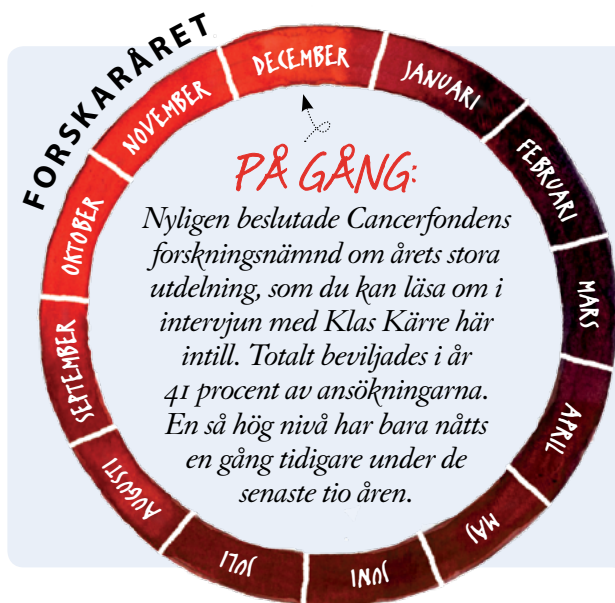 FORSKARÅRET
JANUARI
FEBRUARI
MARS
APRIL
MAJ
JUNI
JULI
AUGUSTI
SEPTEMBER
OKTOBER
NOVEMBER
DECEMBER
PÅ GÅNG:
Nyligen beslutade Cancerfondens
forskningsnämnd om årets stora
utdelning, som du kan läsa om i
intervjun med Klas Kärre här
intill. Totalt beviljades i år
41 procent av ansökningarna.
En så hög nivå har bara nåtts
en gång tidigare under de
senaste tio åren.